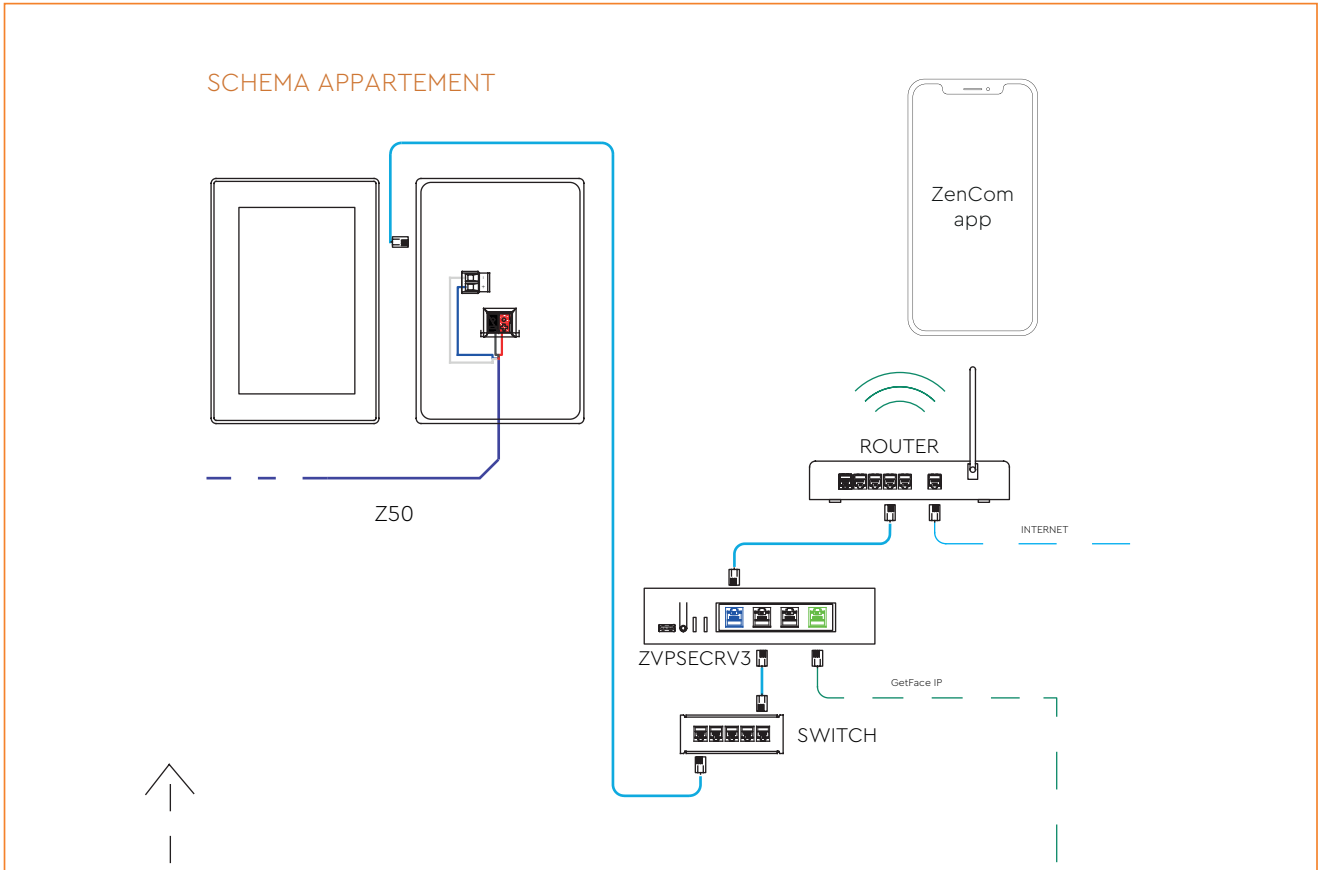 SCHEMA APPARTEMENT
ZenCom
app
ROUTER
Z50
INTERNET
ZVPSECRV3
GetFace IP
SWITCH